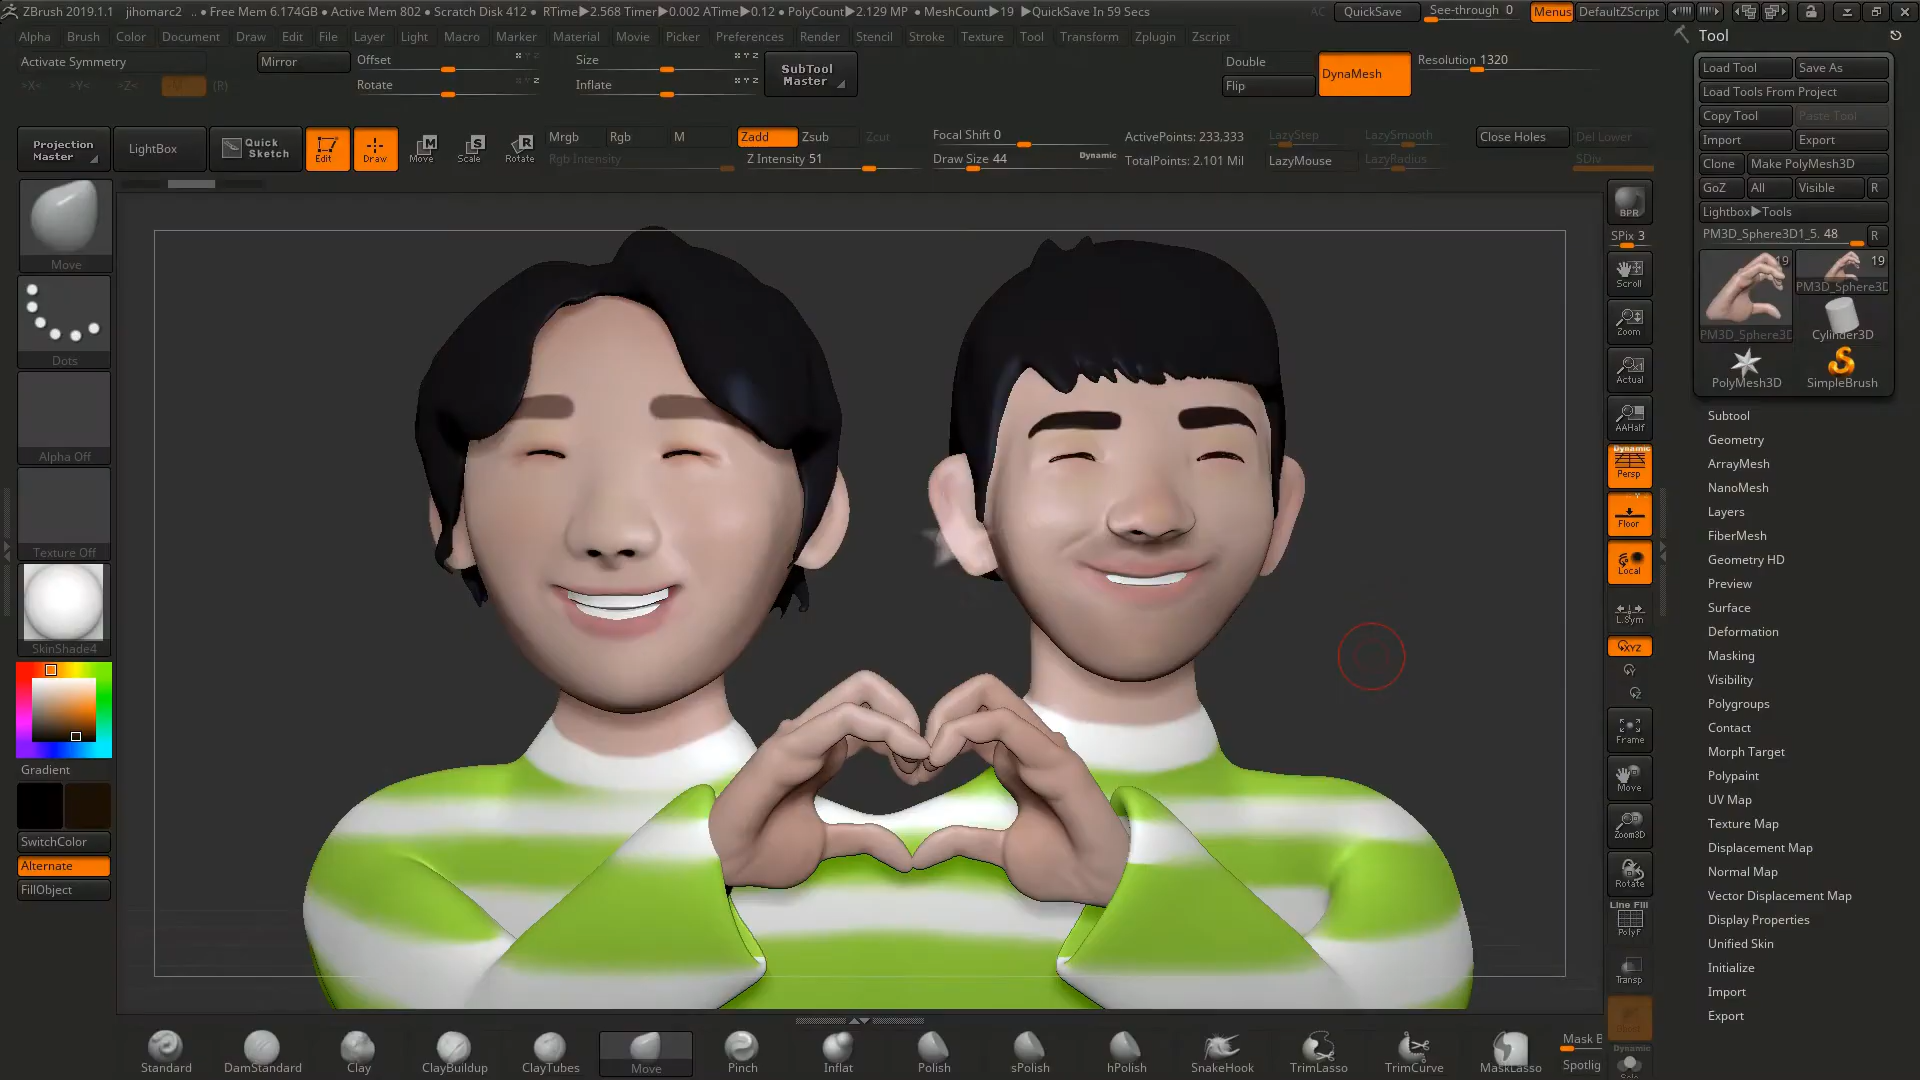 ZBrush 2019.1.1 jihomarc2 .. • Free Mem 6.174GB • Active Mem 802 • Scratch Disk 412 • RTime▶2.568 Timer▶0.002 ATime▶0.12 • PolyCount▶2.129 MP • MeshCount▶19 ▶QuickSave In 59 Secs AC QuickSave See-through 0 Menus DefaultZScript
Alpha Brush Color Document Draw Edit File Layer Light Macro Marker Material Movie Picker Preferences Render Stencil Stroke Texture Tool Transform Zplugin Zscript
Tool
Activate Symmetry Mirror Offset Size SubTool Master Double DynaMesh Resolution 1320
>X< >Y< >Z< (R) Rotate Inflate Flip
Projection Master LightBox Quick Sketch Edit Draw Move Scale Rotate
Mrgb Rgb M Zadd Zsub Zcut Focal Shift 0 ActivePoints: 233,333 LazyStep LazySmooth Close Holes Del Lower
Rgb Intensity Z Intensity 51 Draw Size 44 Dynamic TotalPoints: 2.101 Mil LazyMouse LazyRadius SDiv
Move
Dots
Alpha Off
Texture Off
SkinShade4
Gradient
SwitchColor
Alternate
FillObject
BPR
SPix 3
Scroll
Zoom
Actual
AAHalf
Dynamic
Persp
Floor
Local
L.Sym
XYZ
Y
Z
Frame
Move
Zoom3D
Rotate
Line Fill
PolyF
Transp
Dynamic
Load Tool Save As
Load Tools From Project
Copy Tool Paste Tool
Import Export
Clone Make PolyMesh3D
GoZ All Visible R
Lightbox▶Tools
PM3D_Sphere3D1_5. 48 R
19 19
PM3D_Sphere3D
PM3D_Sphere3D Cylinder3D
PolyMesh3D SimpleBrush
Subtool
Geometry
ArrayMesh
NanoMesh
Layers
FiberMesh
Geometry HD
Preview
Surface
Deformation
Masking
Visibility
Polygroups
Contact
Morph Target
Polypaint
UV Map
Texture Map
Displacement Map
Normal Map
Vector Displacement Map
Display Properties
Unified Skin
Initialize
Import
Export
Standard DamStandard Clay ClayBuildup ClayTubes Move Pinch Inflat Polish sPolish hPolish SnakeHook TrimLasso TrimCurve MaskLasso
Mask B
Spotlig